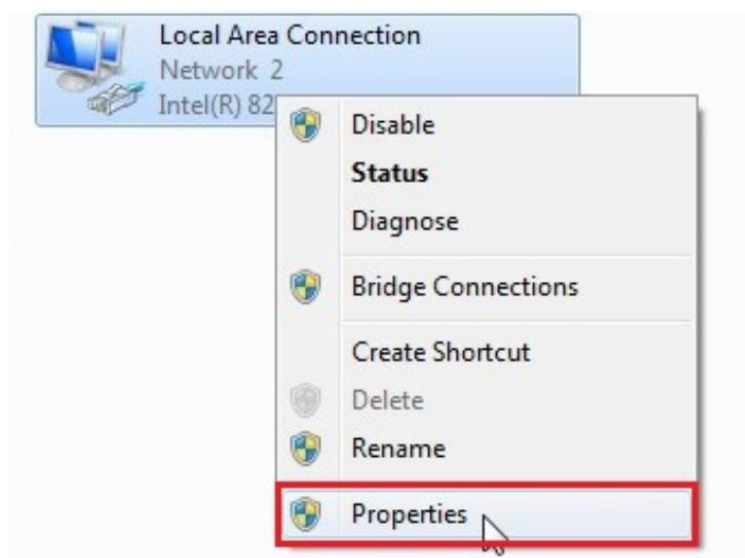 Local Area Connection
Network 2
Intel(R) 82
Disable
Status
Diagnose
Bridge Connections
Create Shortcut
Delete
Rename
Properties